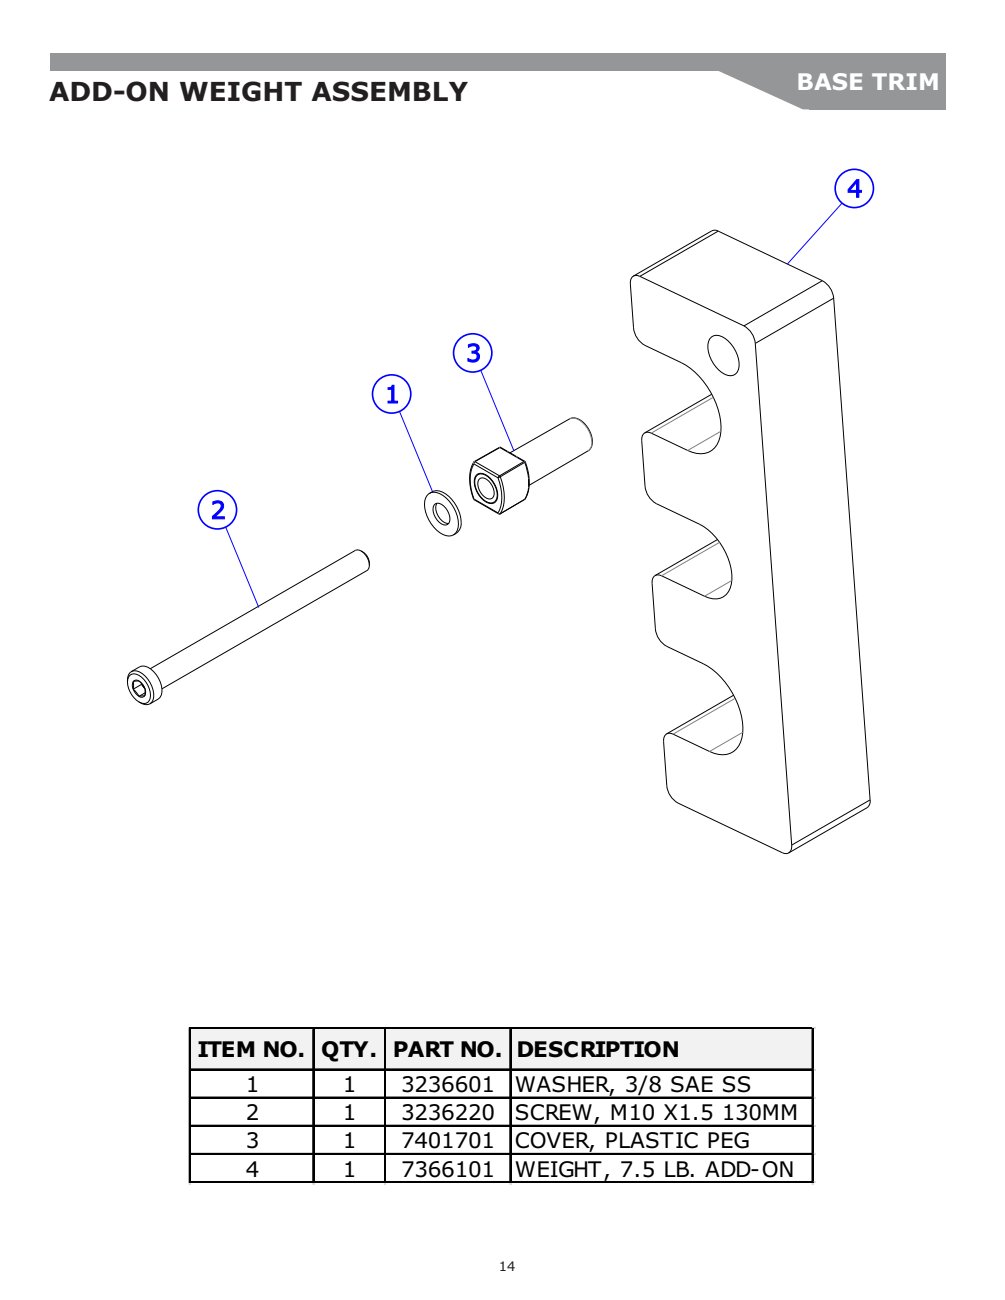 BASE TRIM
ADD-ON WEIGHT ASSEMBLY
4
3
1
2
ITEM NO. QTY. PART NO. DESCRIPTION
1 1 3236601 WASHER, 3/8 SAE SS
2 1 3236220 SCREW, M10 X1.5 130MM
3 1 7401701 COVER, PLASTIC PEG
4 1 7366101 WEIGHT, 7.5 LB. ADD-ON
14